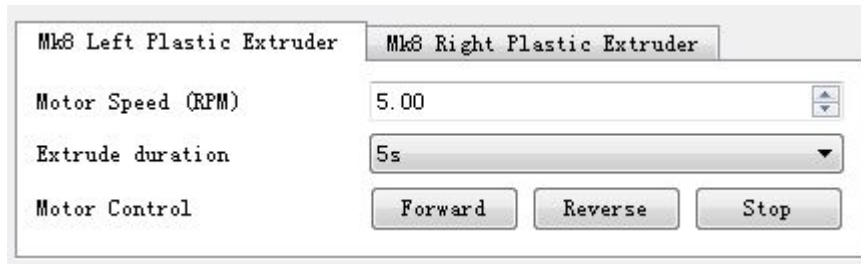 Mk8 Left Plastic Extruder Mk8 Right Plastic Extruder
Motor Speed (RPM) 5.00
Extrude duration 5s
Motor Control Forward Reverse Stop